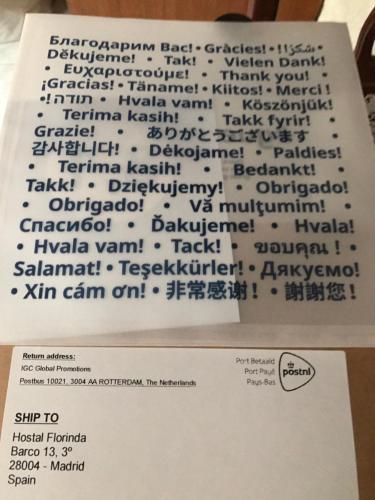 Благодарим Вас! • Gràcies! • شكرًا!!
Děkujeme! • Tak! • Vielen Dank!
• Ευχαριστούμε! • Thank you! •
¡Gracias! • Täname! • Kiitos! • Merci !
תודה! • Hvala vam! • Köszönjük!
• Terima kasih! • Takk fyrir!
Grazie! • ありがとうございます
감사합니다! • Dėkojame! • Paldies!
• Terima kasih! • Bedankt! •
Takk! • Dziękujemy! • Obrigado!
• Obrigado! • Vă mulţumim! •
Спасибо! • Ďakujeme! • Hvala!
• Hvala vam! • Tack! • ขอบคุณ ! •
Salamat! • Teşekkürler! • Дякуємо!
• Xin cám ơn! • 非常感谢！ • 謝謝您！
Return address:
IGC Global Promotions
Postbus 10021, 3004 AA ROTTERDAM, The Netherlands
Port Betaald
Port Payé
Pays-Bas
postnl
SHIP TO
Hostal Florinda
Barco 13, 3º
28004 - Madrid
Spain